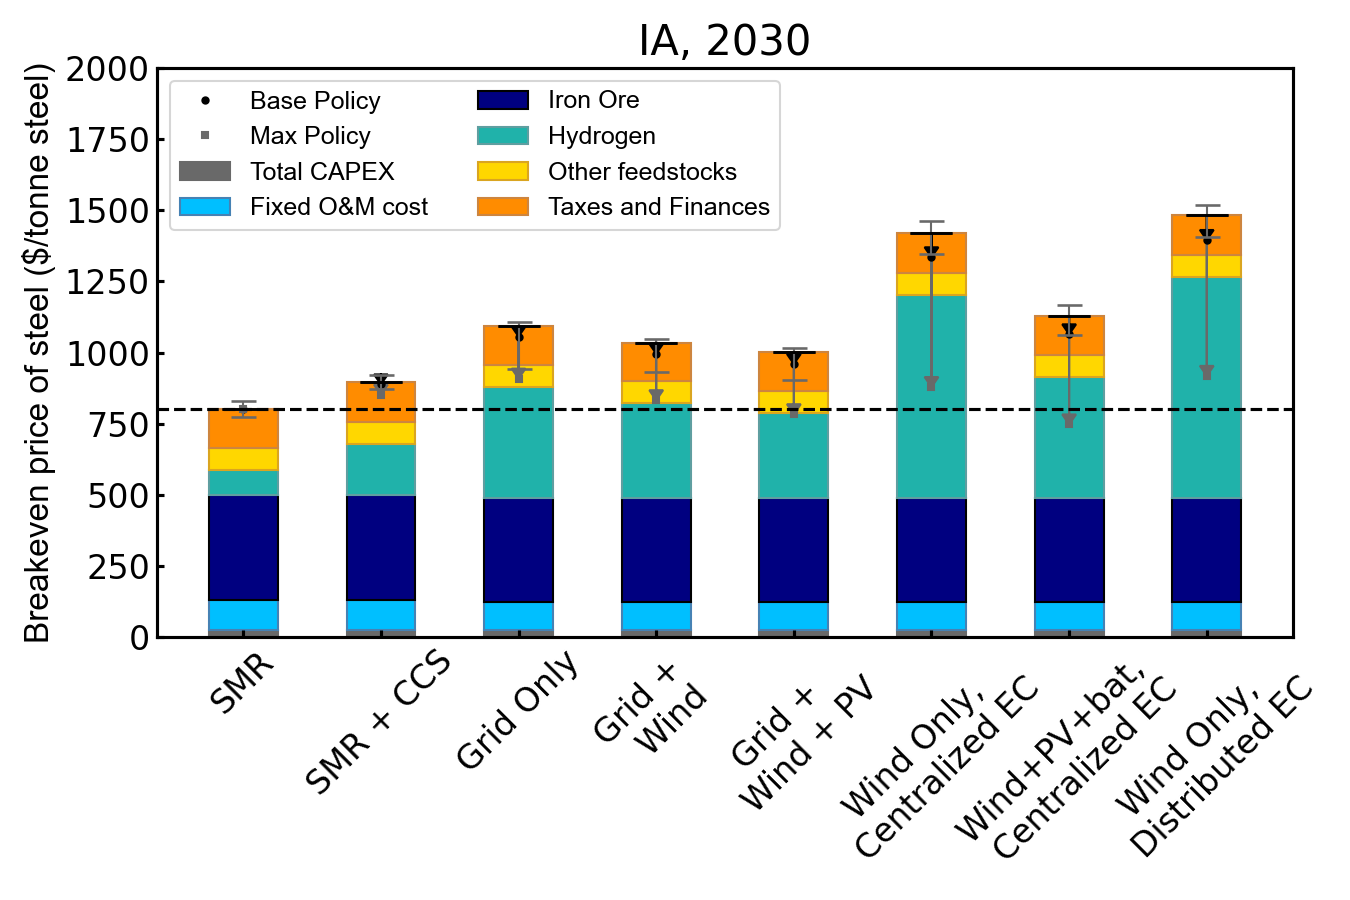 IA, 2030
Breakeven price of steel ($/tonne steel)
2000
1750
1500
1250
1000
750
500
250
0
Base Policy
Max Policy
Total CAPEX
Fixed O&M cost
Iron Ore
Hydrogen
Other feedstocks
Taxes and Finances
SMR
SMR + CCS
Grid Only
Grid +
Wind
Grid +
Wind + PV
Wind Only,
Centralized EC
Wind+PV+bat,
Centralized EC
Wind Only,
Distributed EC